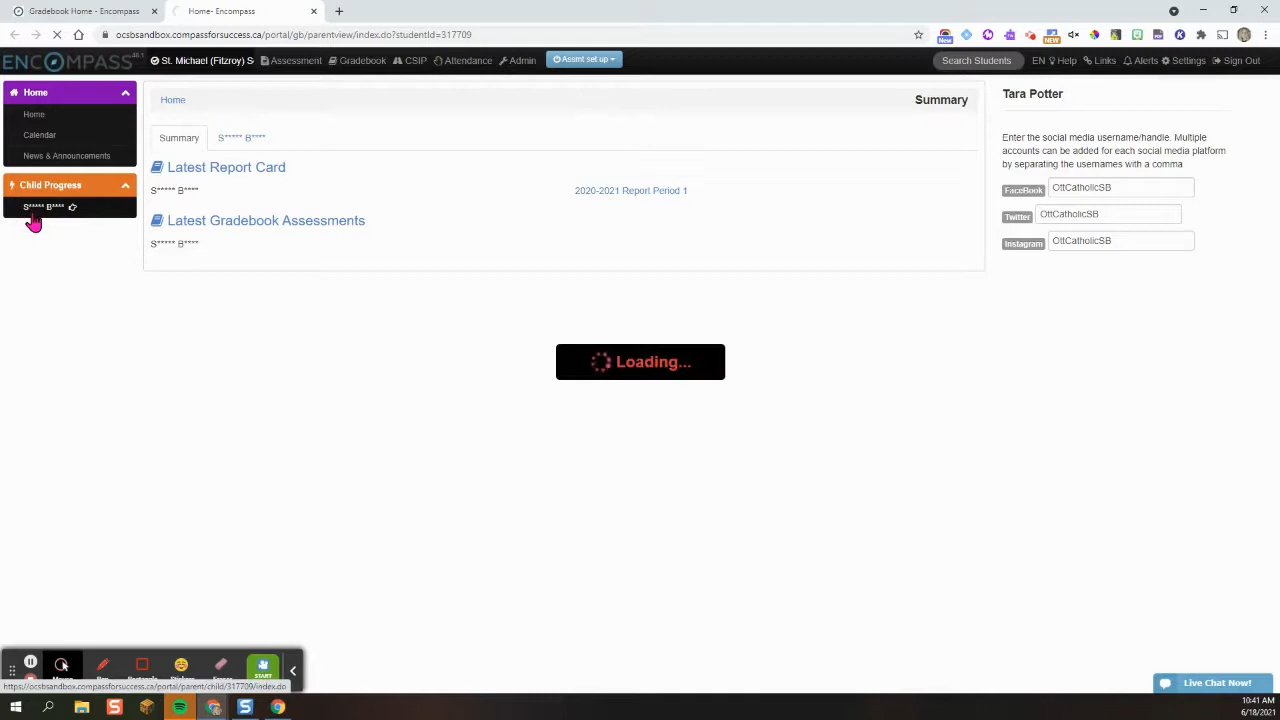 Gradebook Home - Encompass
Home- Encompass
ocsbsandbox.compassforsuccess.ca/portal/gb/parentview/index.do?studentId=317709
New
NEW
ENCOMPASS
St. Michael (Fitzroy) S
Assessment
Gradebook
CSIP
Attendance
Admin
Assmt set up
Search Students
EN
Help
Links
Alerts
Settings
Sign Out
Home
Home
Calendar
News & Announcements
Child Progress
S***** B****
Home
Summary
Summary
S***** B****
Latest Report Card
S***** B****
2020-2021 Report Period 1
Latest Gradebook Assessments
S***** B****
Loading...
Tara Potter
Enter the social media username/handle. Multiple
accounts can be added for each social media platform
by separating the usernames with a comma
FaceBook OttCatholicSB
Twitter OttCatholicSB
Instagram OttCatholicSB
START
https://ocsbsandbox.compassforsuccess.ca/portal/parent/child/317709/index.do
Live Chat Now!
10:41 AM
6/18/2021